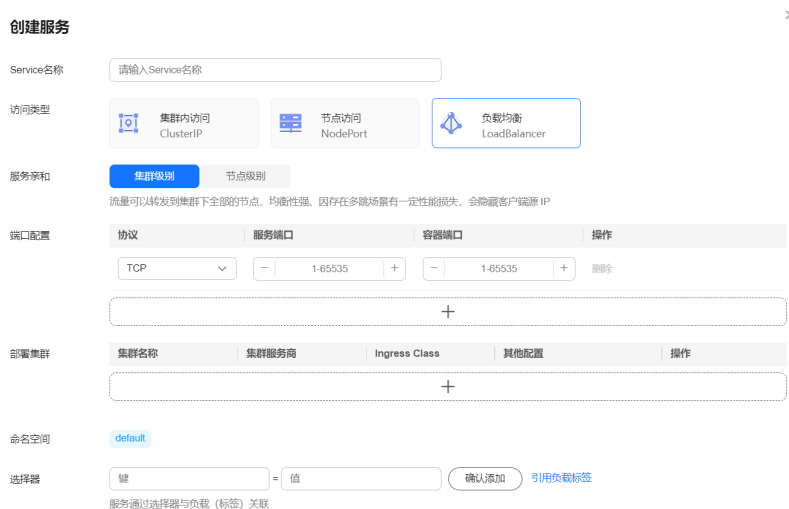 创建服务
Service名称 请输入Service名称
访问类型 集群内访问 节点访问 负载均衡
ClusterIP NodePort LoadBalancer
服务亲和 集群级别 节点级别
流量可以转发到集群下全部的节点，均衡性强、因存在多跳场景有一定性能损失，会隐藏客户端源 IP
端口配置 协议 服务端口 容器端口 操作
TCP − 1-65535 + − 1-65535 + 删除
+
部署集群 集群名称 集群服务商 Ingress Class 其他配置 操作
+
命名空间 default
选择器 键 = 值 确认添加 引用负载标签
服务通过选择器与负载（标签）关联